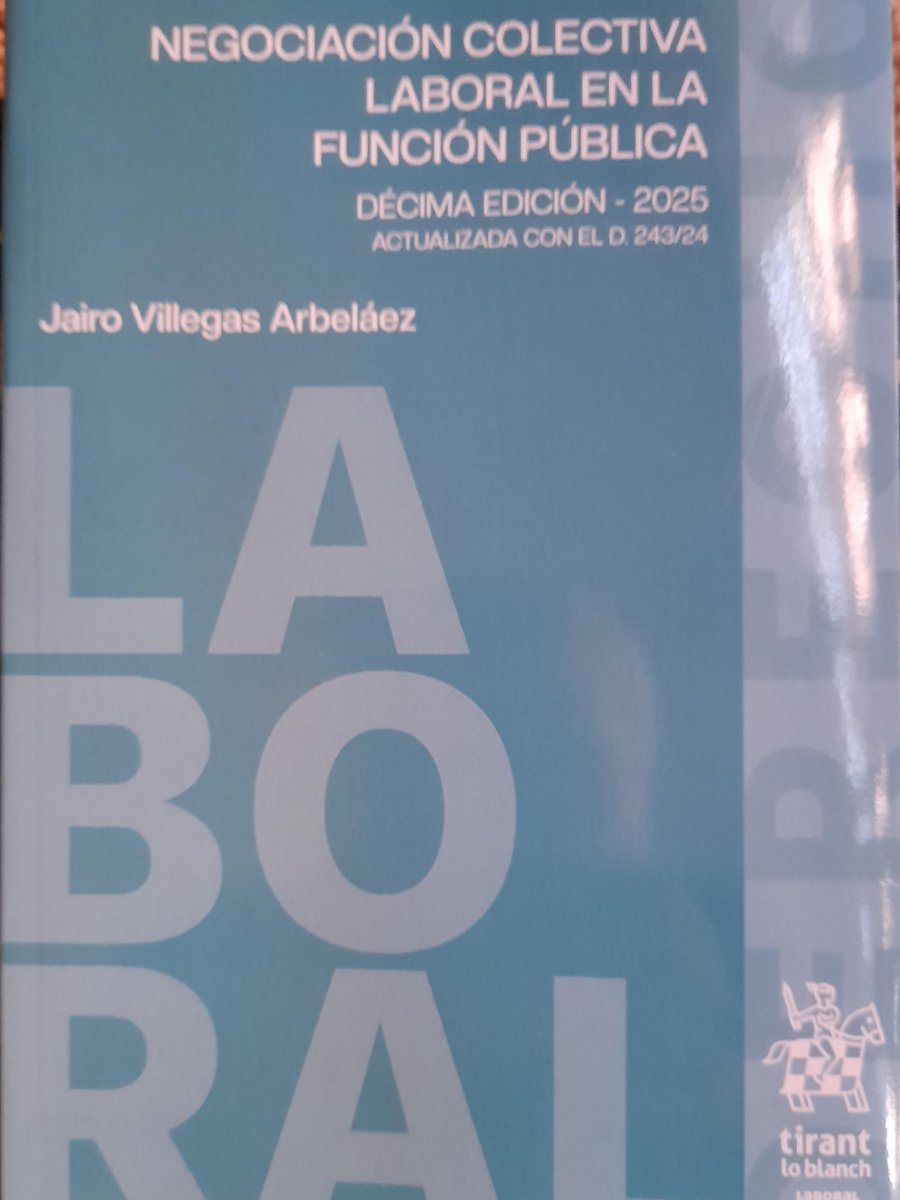 NEGOCIACIÓN COLECTIVA
LABORAL EN LA
FUNCIÓN PÚBLICA
DÉCIMA EDICIÓN - 2025
ACTUALIZADA CON EL D. 243/24
Jairo Villegas Arbeláez
LA
BO
RAL
tirant
lo blanch
LABORAL